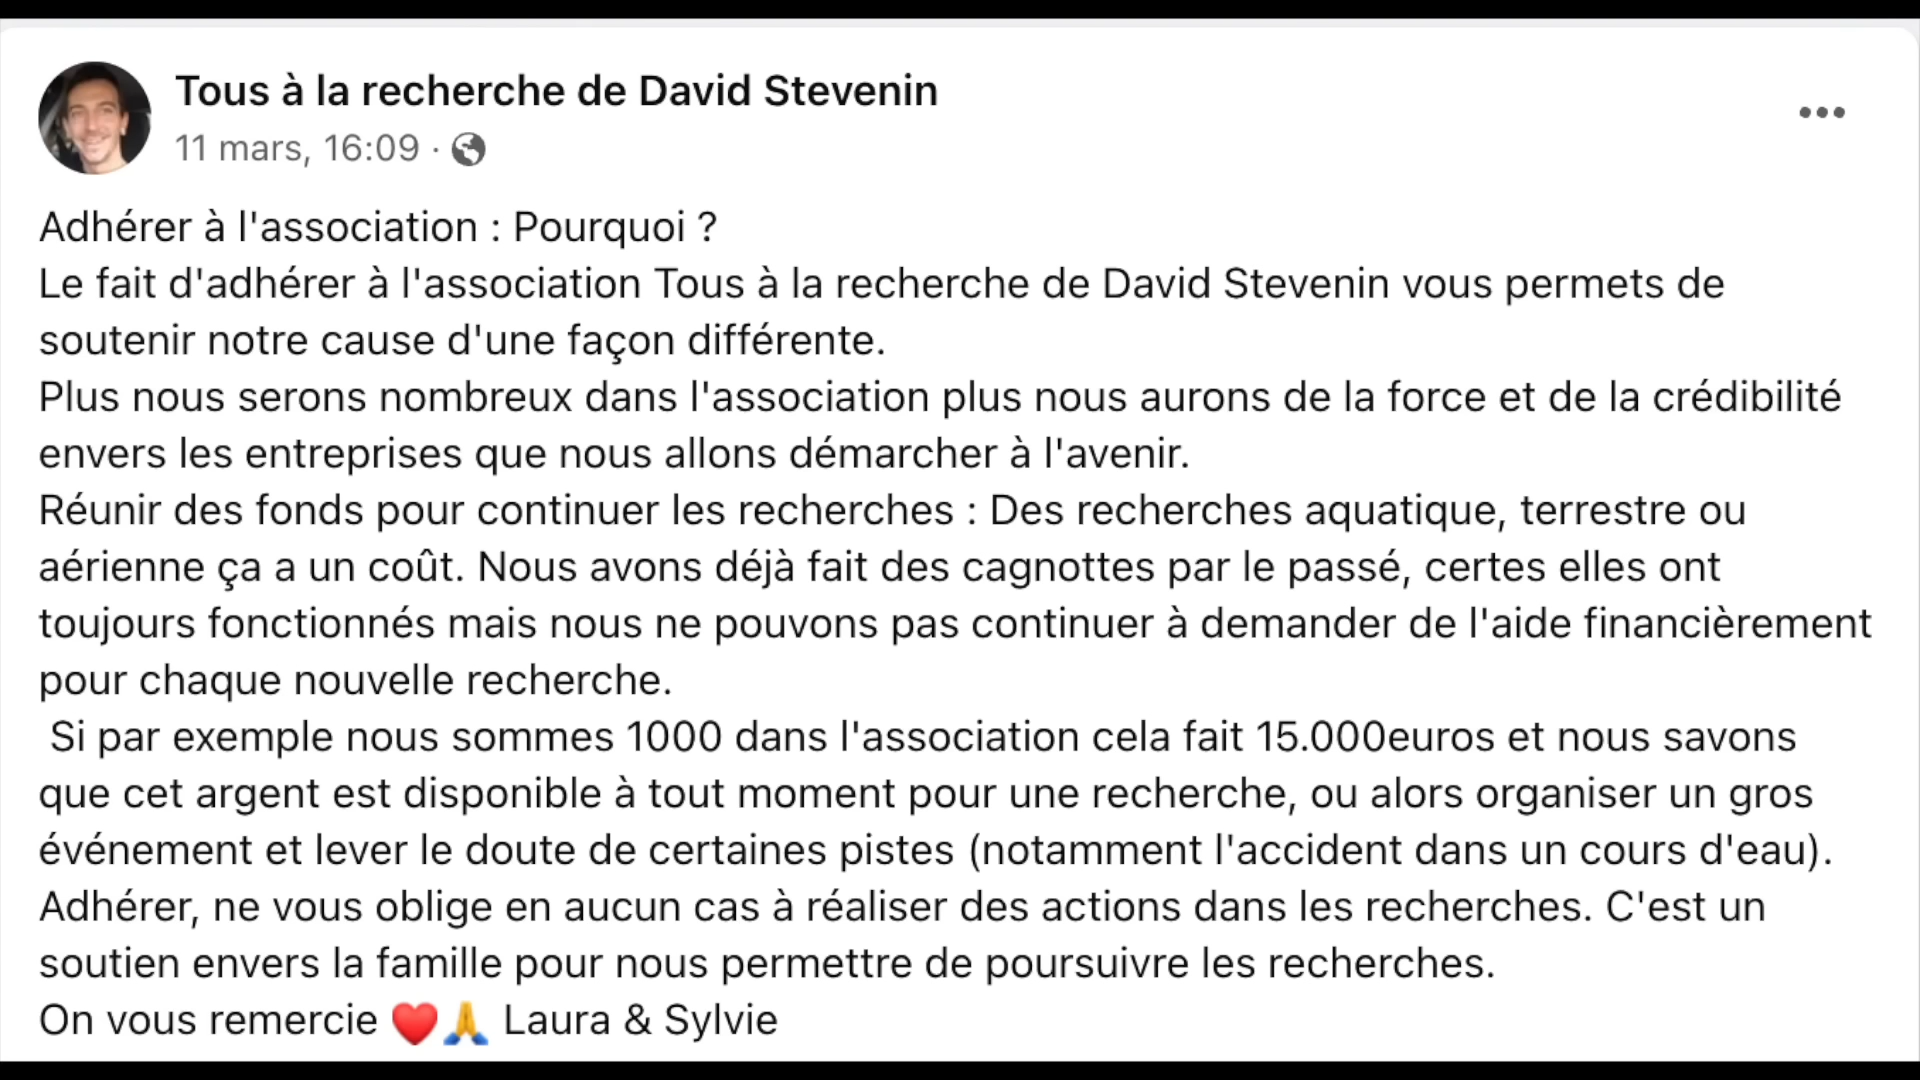 Tous à la recherche de David Stevenin
11 mars, 16:09 ·
Adhérer à l'association : Pourquoi ?
Le fait d'adhérer à l'association Tous à la recherche de David Stevenin vous permets de
soutenir notre cause d'une façon différente.
Plus nous serons nombreux dans l'association plus nous aurons de la force et de la crédibilité
envers les entreprises que nous allons démarcher à l'avenir.
Réunir des fonds pour continuer les recherches : Des recherches aquatique, terrestre ou
aérienne ça a un coût. Nous avons déjà fait des cagnottes par le passé, certes elles ont
toujours fonctionnés mais nous ne pouvons pas continuer à demander de l'aide financièrement
pour chaque nouvelle recherche.
Si par exemple nous sommes 1000 dans l'association cela fait 15.000euros et nous savons
que cet argent est disponible à tout moment pour une recherche, ou alors organiser un gros
événement et lever le doute de certaines pistes (notamment l'accident dans un cours d'eau).
Adhérer, ne vous oblige en aucun cas à réaliser des actions dans les recherches. C'est un
soutien envers la famille pour nous permettre de poursuivre les recherches.
On vous remercie ❤️🙏 Laura & Sylvie